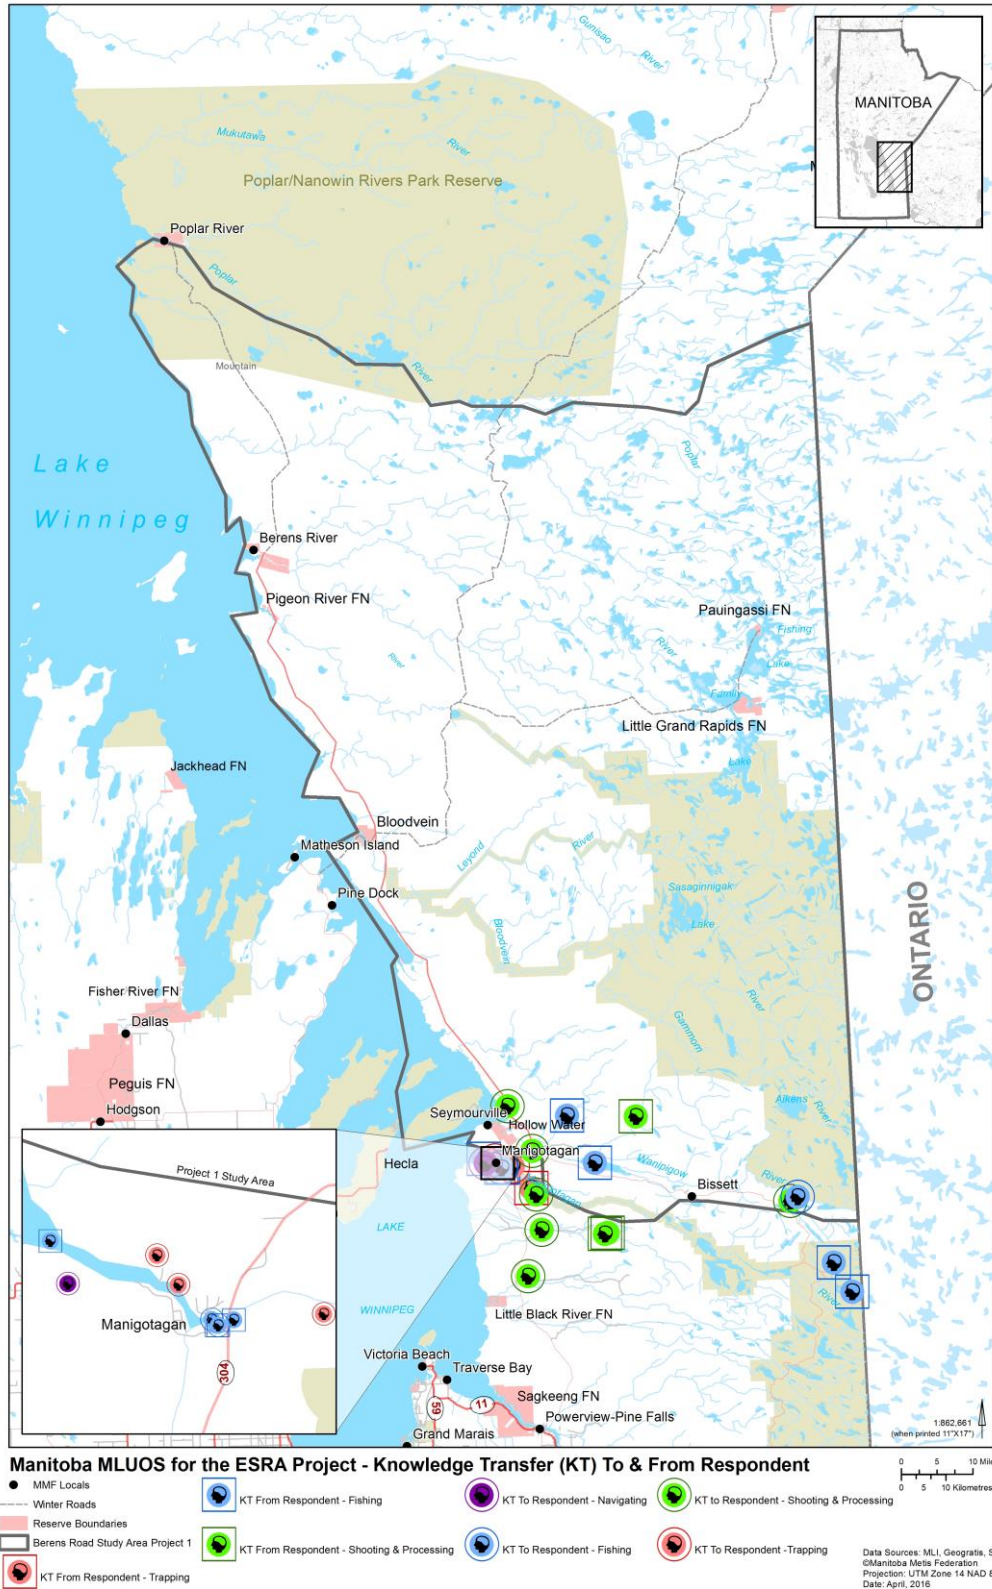 Gunisao
River
MANITOBA
Mukutawa
River
Poplar/Nanowin Rivers Park Reserve
Poplar River
Poplar
Mountain
River
Lake
Winnipeg
Poplar
Berens River
Pigeon River FN
Pauingassi FN
Fishing
Lake
River
River
Family
Little Grand Rapids FN
Lake
Jackhead FN
Bloodvein
Matheson Island
Leyond
River
Pine Dock
Sasaginnigak
Lake
Bloodvein
ONTARIO
Fisher River FN
Dallas
River
Gammon
Peguis FN
Hodgson
Aikens
River
Seymourville
Hollow Water
Manigotagan
Hecla
Wanipigow
River
Bissett
Project 1 Study Area
LAKE
River
Manigotagan
304
WINNIPEG
Little Black River FN
Victoria Beach
Traverse Bay
Sagkeeng FN
59
11
Powerview-Pine Falls
Grand Marais
1:862,661
(when printed 11"X17")
Manitoba MLUOS for the ESRA Project - Knowledge Transfer (KT) To & From Respondent
MMF Locals
Winter Roads
Reserve Boundaries
Berens Road Study Area Project 1
KT From Respondent - Trapping
KT From Respondent - Fishing
KT From Respondent - Shooting & Processing
KT To Respondent - Navigating
KT To Respondent - Fishing
KT to Respondent - Shooting & Processing
KT To Respondent -Trapping
0 5 10 Mile
0 5 10 Kilometres
Data Sources: MLI, Geogratis, S
©Manitoba Metis Federation
Projection: UTM Zone 14 NAD 8
Date: April, 2016